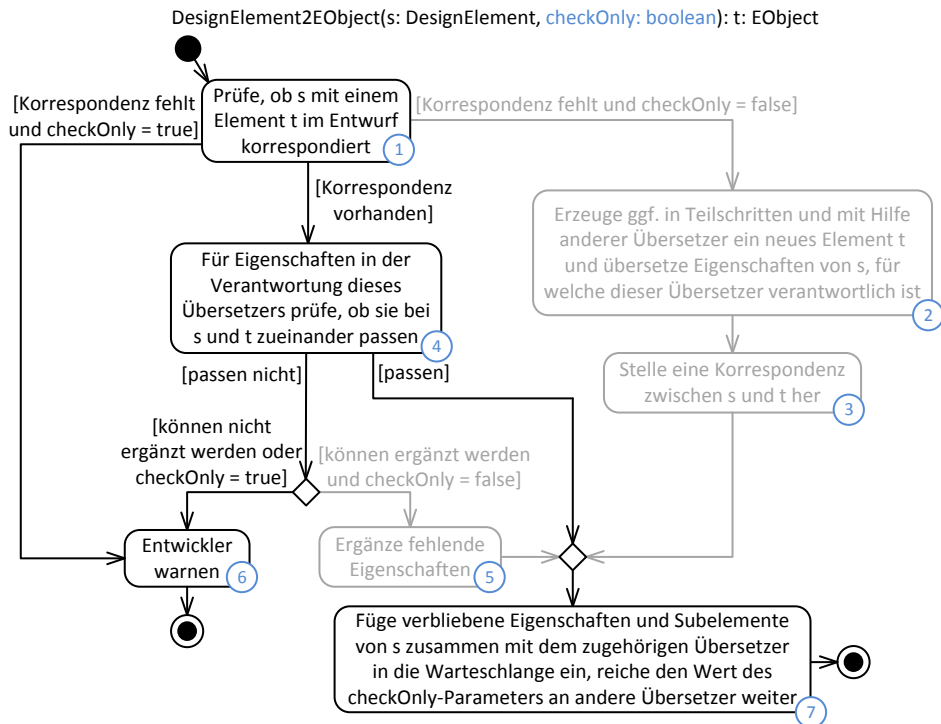 DesignElement2EObject(s: DesignElement, checkOnly: boolean): t: EObject
[Korrespondenz fehlt
und checkOnly = true]
Prüfe, ob s mit einem
Element t im Entwurf
korrespondiert
1
[Korrespondenz fehlt und checkOnly = false]
[Korrespondenz
vorhanden]
Erzeuge ggf. in Teilschritten und mit Hilfe
anderer Übersetzer ein neues Element t
und übersetze Eigenschaften von s, für
welche dieser Übersetzer verantwortlich ist
2
Für Eigenschaften in der
Verantwortung dieses
Übersetzers prüfe, ob sie bei
s und t zueinander passen
4
[passen nicht]
[passen]
Stelle eine Korrespondenz
zwischen s und t her
3
[können nicht
ergänzt werden oder
checkOnly = true]
[können ergänzt werden
und checkOnly = false]
Entwickler
warnen
6
Ergänze fehlende
Eigenschaften
5
Füge verbliebene Eigenschaften und Subelemente
von s zusammen mit dem zugehörigen Übersetzer
in die Warteschlange ein, reiche den Wert des
checkOnly-Parameters an andere Übersetzer weiter
7